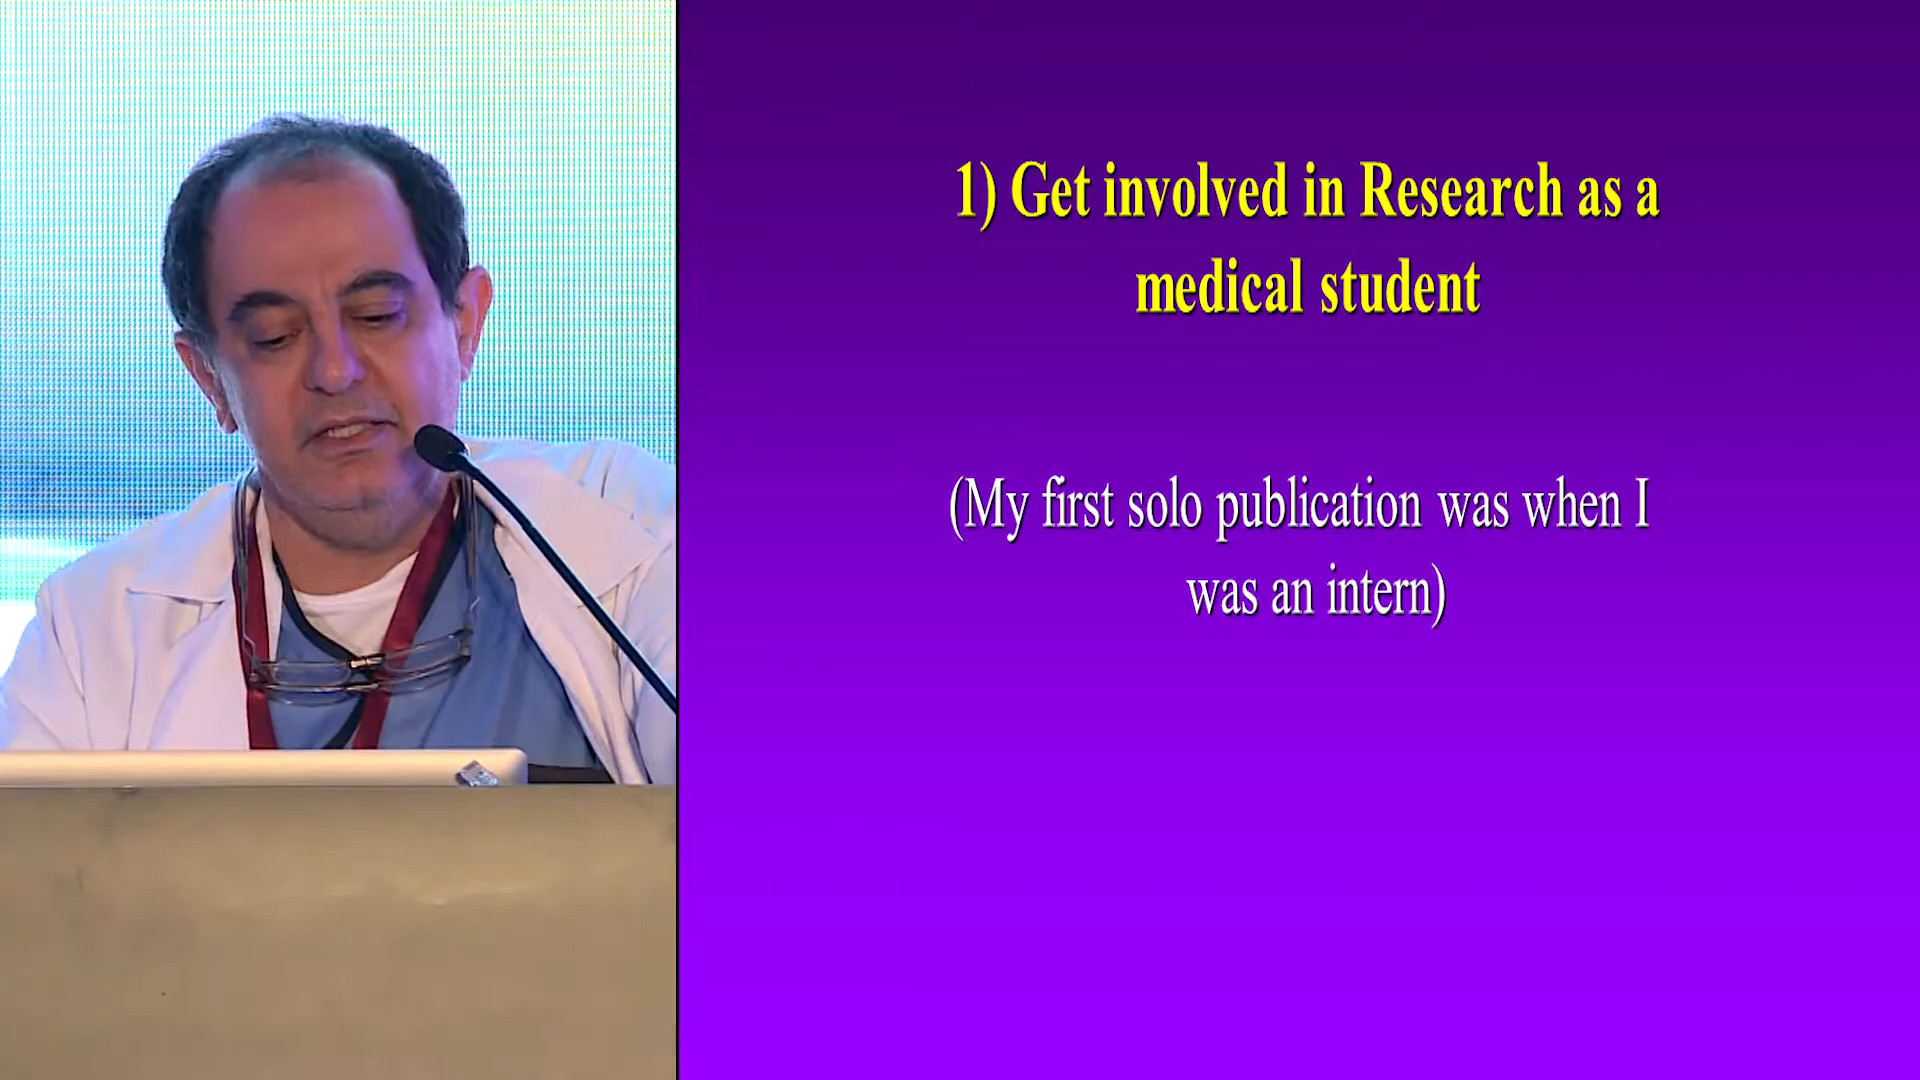 1) Get involved in Research as a
medical student
(My first solo publication was when I
was an intern)